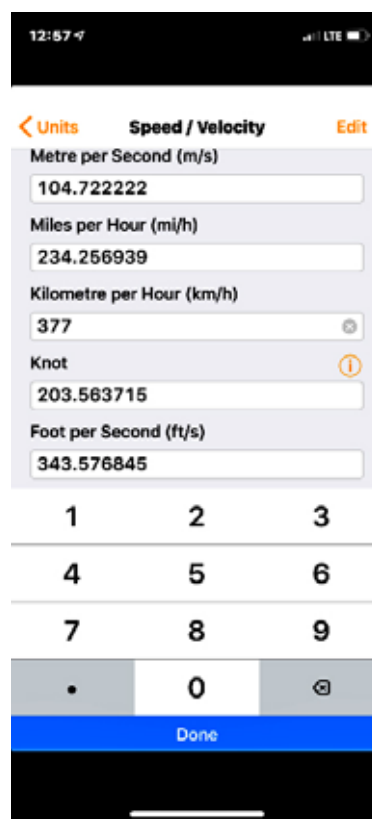 12:57 LTE
Units Speed / Velocity Edit
Metre per Second (m/s)
104.722222
Miles per Hour (mi/h)
234.256939
Kilometre per Hour (km/h)
377
Knot
203.563715
Foot per Second (ft/s)
343.576845
1 2 3
4 5 6
7 8 9
. 0
Done